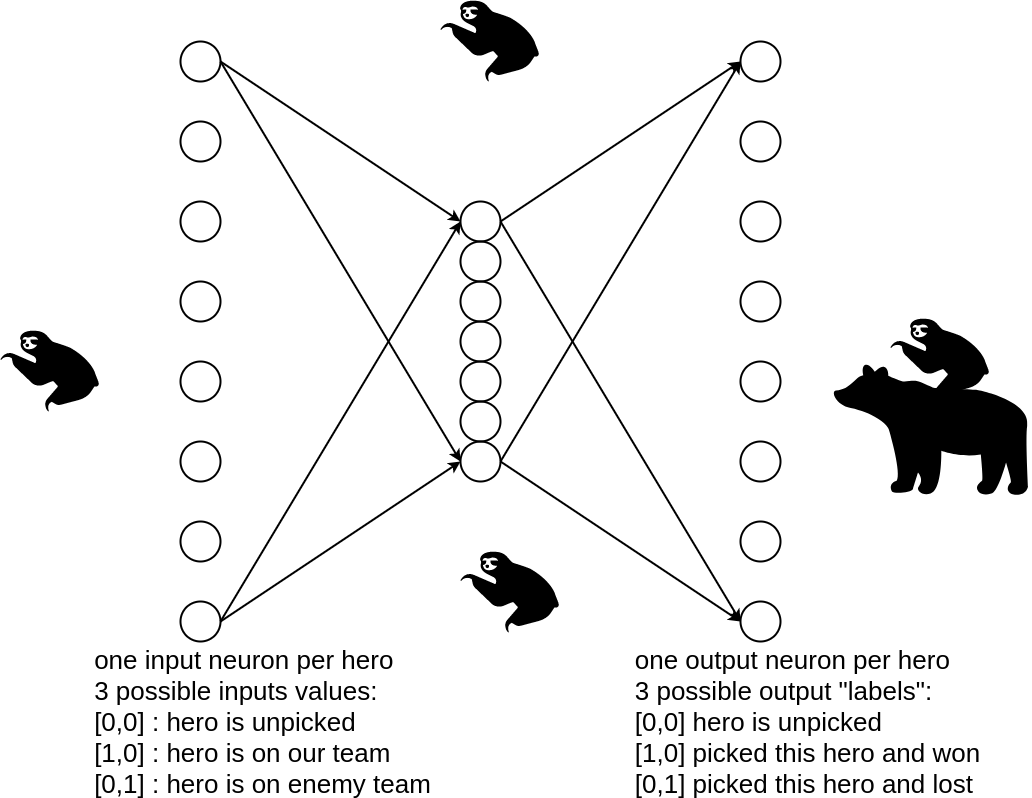 one input neuron per hero
3 possible inputs values:
[0,0] : hero is unpicked
[1,0] : hero is on our team
[0,1] : hero is on enemy team
one output neuron per hero
3 possible output "labels":
[0,0] hero is unpicked
[1,0] picked this hero and won
[0,1] picked this hero and lost